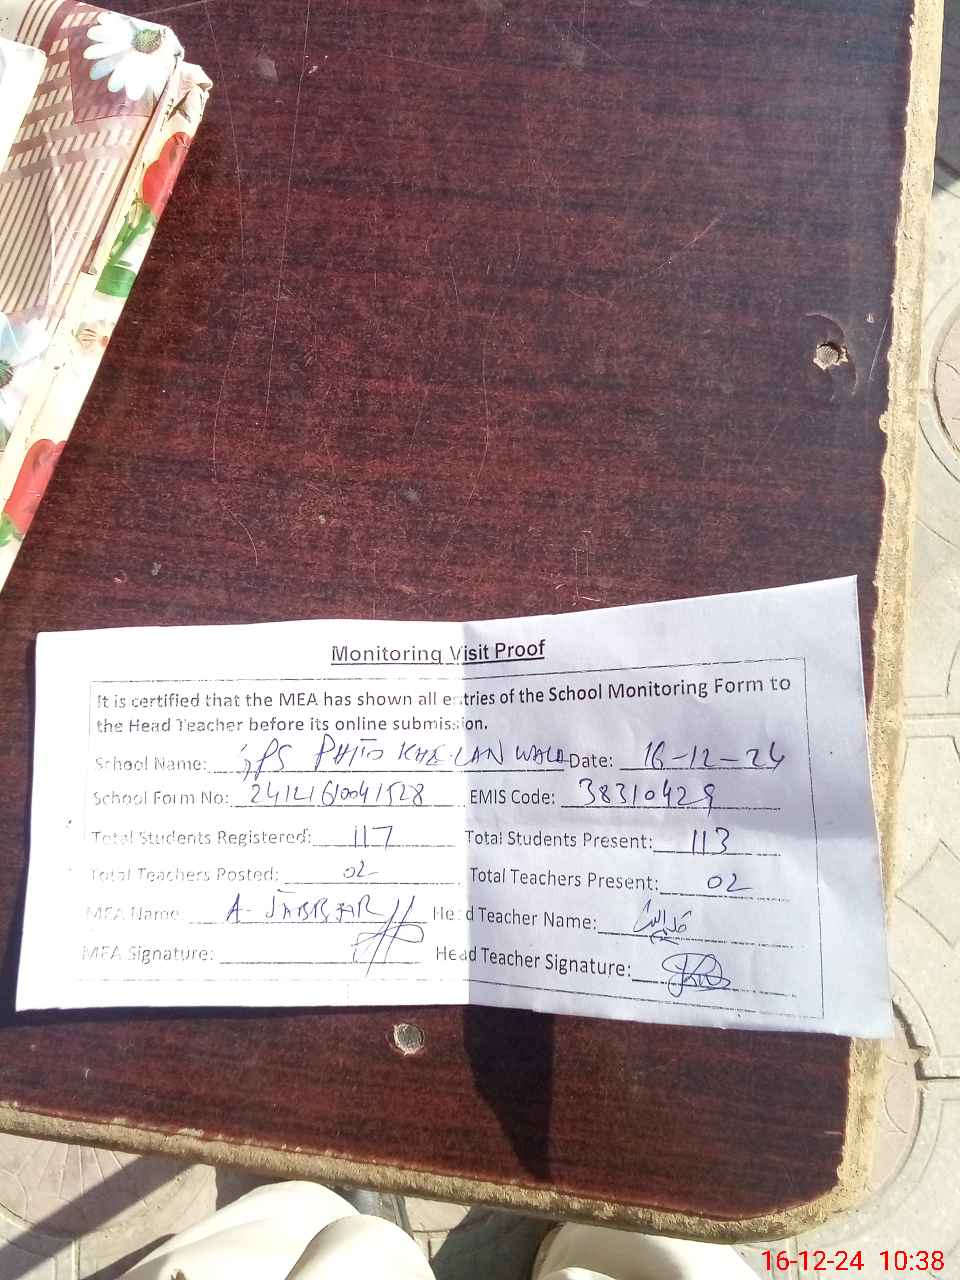 Monitoring Visit Proof
It is certified that the MEA has shown all entries of the School Monitoring Form to
the Head Teacher before its online submission.
School Name: GPS PHATTO KHE LAN WALA Date: 16-12-24
School Form No: 24121610041528 EMIS Code: 38310429
Total Students Registered: 117 Total Students Present: 113
Total Teachers Posted: 02 Total Teachers Present: 02
MEA Name A-JABBAR Head Teacher Name:
MEA Signature: Head Teacher Signature:
16-12-24 10:38